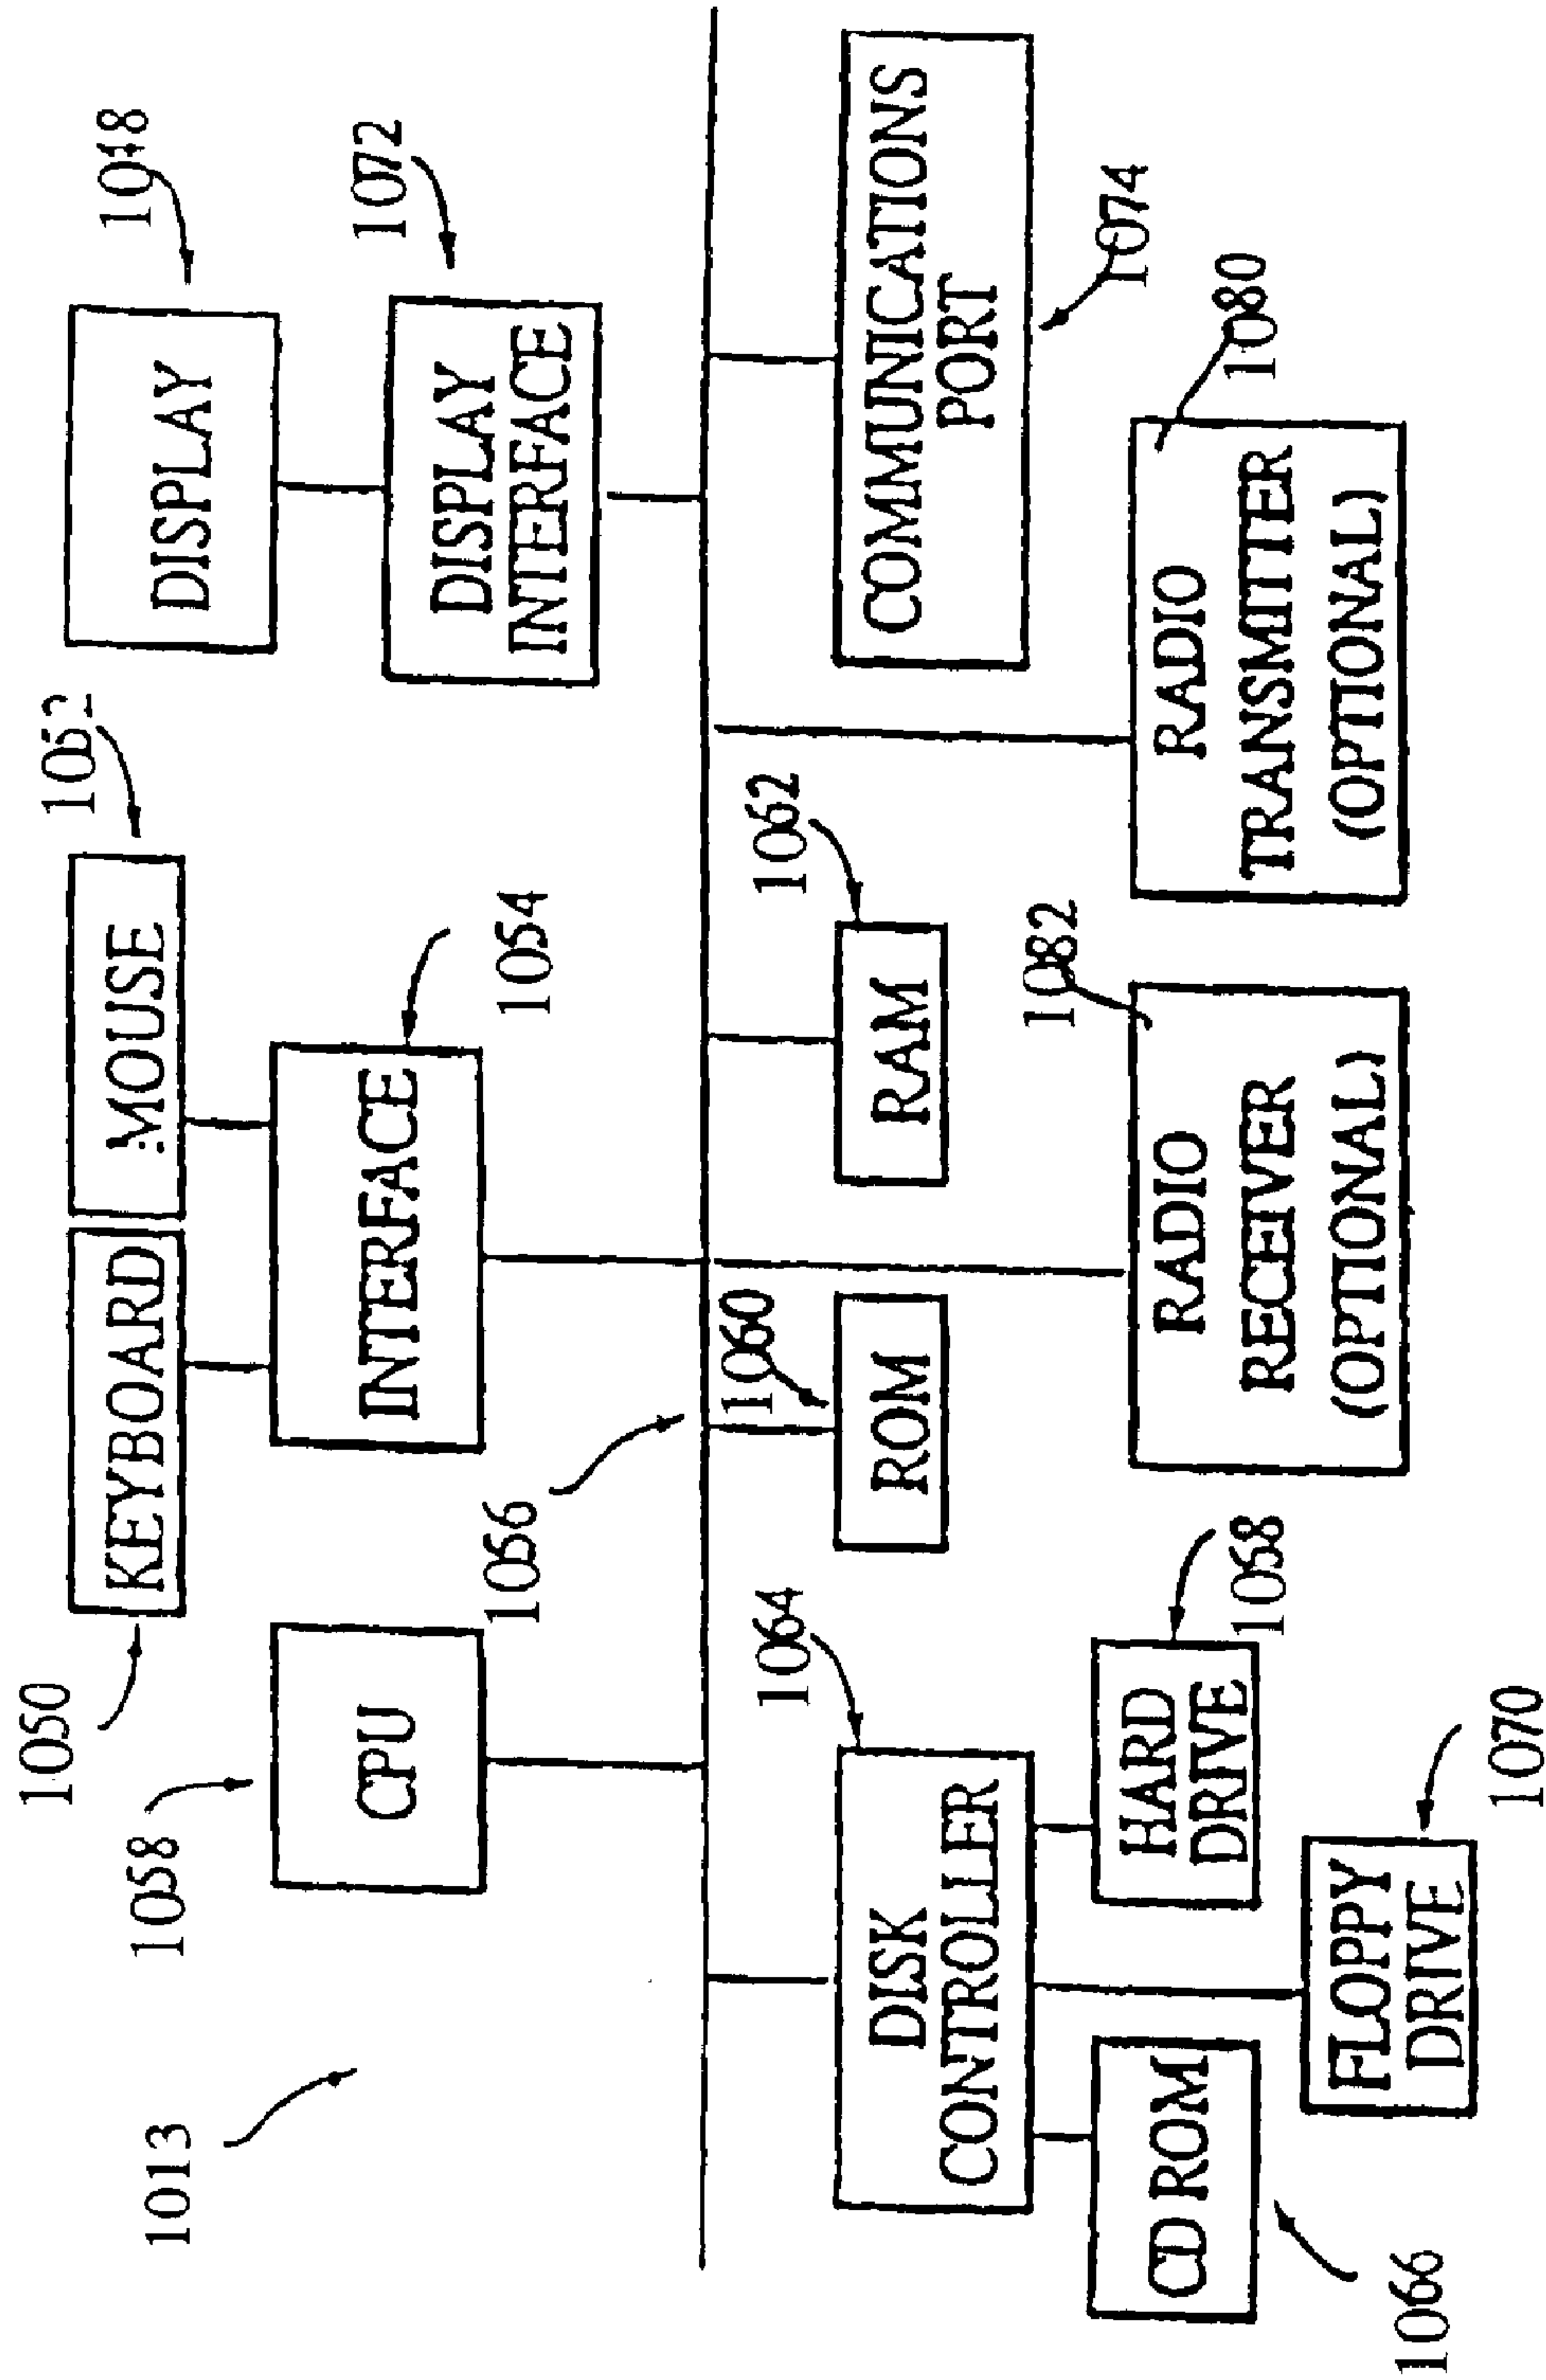 1050
1052
1048
KEYBOARD
MOUSE
DISPLAY
1013
1058
CPU
INTERFACE
1054
DISPLAY
INTERFACE
1072
1056
1060
1064
1062
DISK
CONTROLLER
ROM
RAM
COMMUNICATIONS
PORT
1074
1082
1080
CD ROM
HARD
DRIVE
1068
RADIO
RECEIVER
(OPTIONAL)
RADIO
TRANSMITTER
(OPTIONAL)
1066
FLOPPY
DRIVE
1070